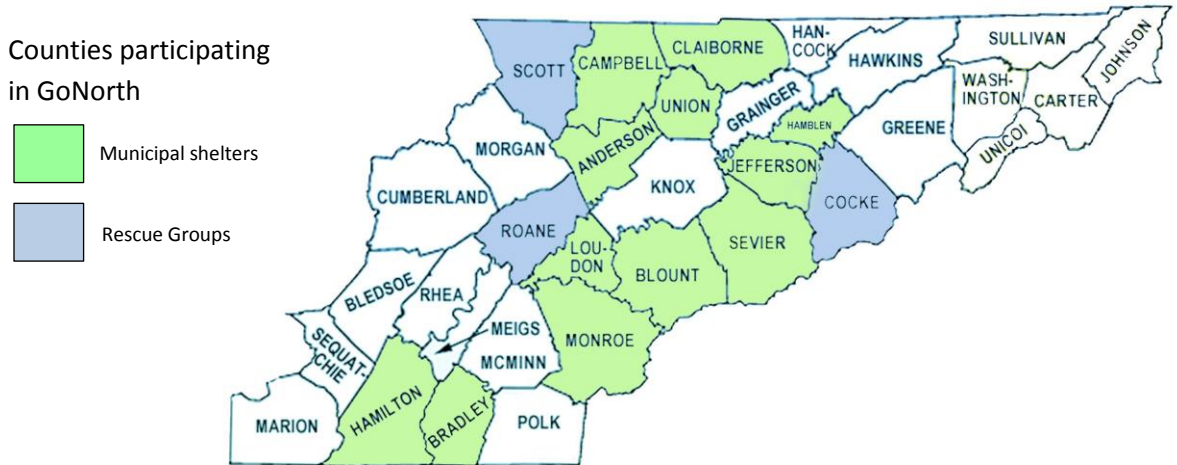 Counties participating
in GoNorth
Municipal shelters
Rescue Groups
SCOTT
CAMPBELL
CLAIBORNE
HAN-
COCK
HAWKINS
SULLIVAN
JOHNSON
WASH-
INGTON
CARTER
UNICOI
GREENE
UNION
GRAINGER
HAMBLEN
MORGAN
ANDERSON
KNOX
JEFFERSON
COCKE
CUMBERLAND
ROANE
LOU-
DON
BLOUNT
SEVIER
BLEDSOE
RHEA
MEIGS
MCMINN
MONROE
SEQUAT-
CHIE
MARION
HAMILTON
BRADLEY
POLK